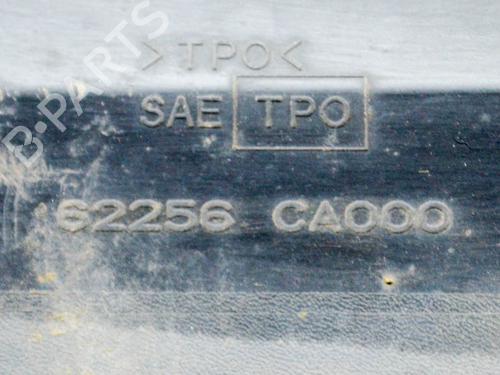 >TPO<
SAE TPO
62256 CA000
B-PARTS